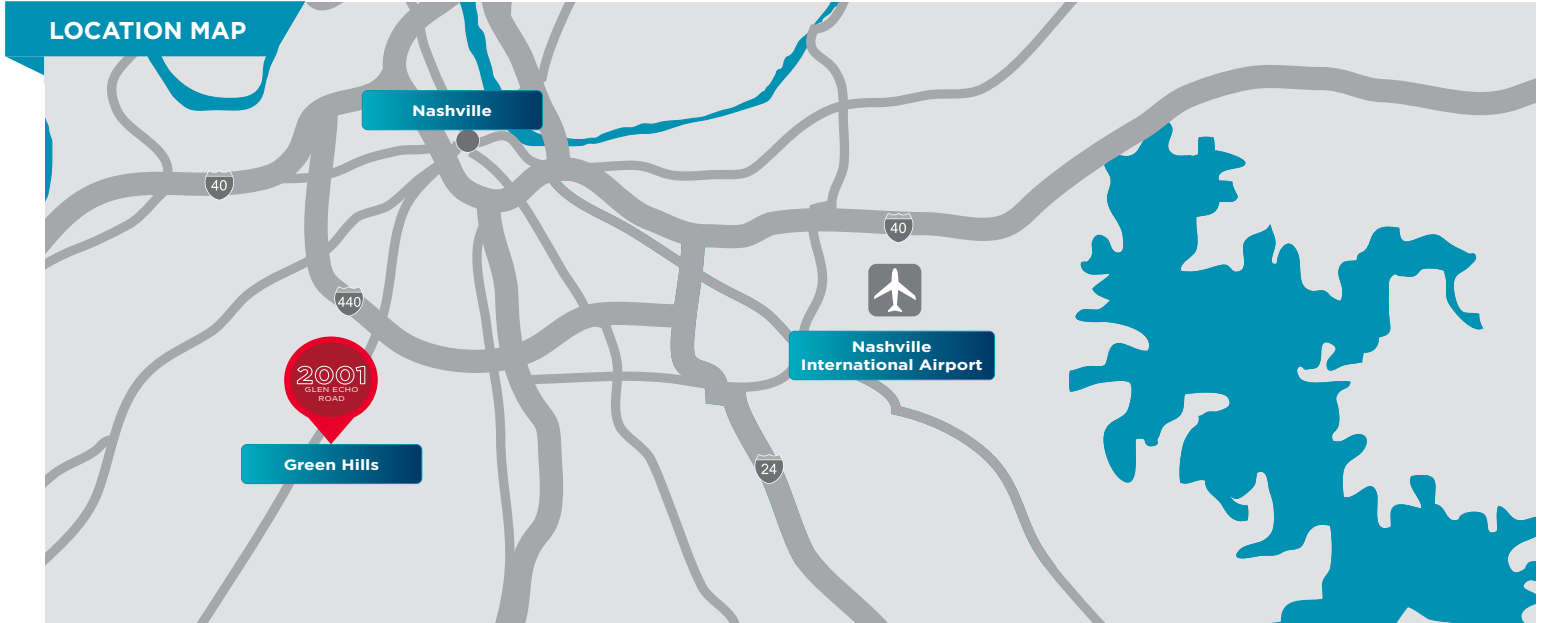 LOCATION MAP
Nashville
40
40
Nashville
International Airport
440
2001
GLEN ECHO
ROAD
Green Hills
24